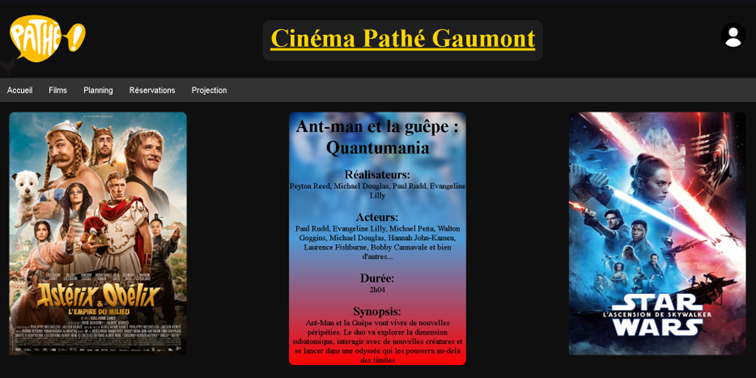 PATHE!
Cinéma Pathé Gaumont
Accueil Films Planning Réservations Projection
Astérix & Obélix
L'EMPIRE DU MILIEU
Ant-man et la guêpe :
Quantumania
Réalisateurs:
Peyton Reed, Michael Douglas, Paul Rudd, Evangeline
Lilly
Acteurs:
Paul Rudd, Evangeline Lilly, Michael Peña, Walton
Goggins, Michael Douglas, Hannah John-Kamen,
Laurence Fishburne, Bobby Cannavale et bien
d'autres...
Durée:
2h04
Synopsis:
Ant-Man et la Guêpe vont vivre de nouvelles
péripéties. Le duo va explorer la dimension
subatomique, interagir avec de nouvelles créatures et
se lancer dans une odyssée qui les poussera au-delà
des limites
STAR
L'ASCENSION DE SKYWALKER
WARS